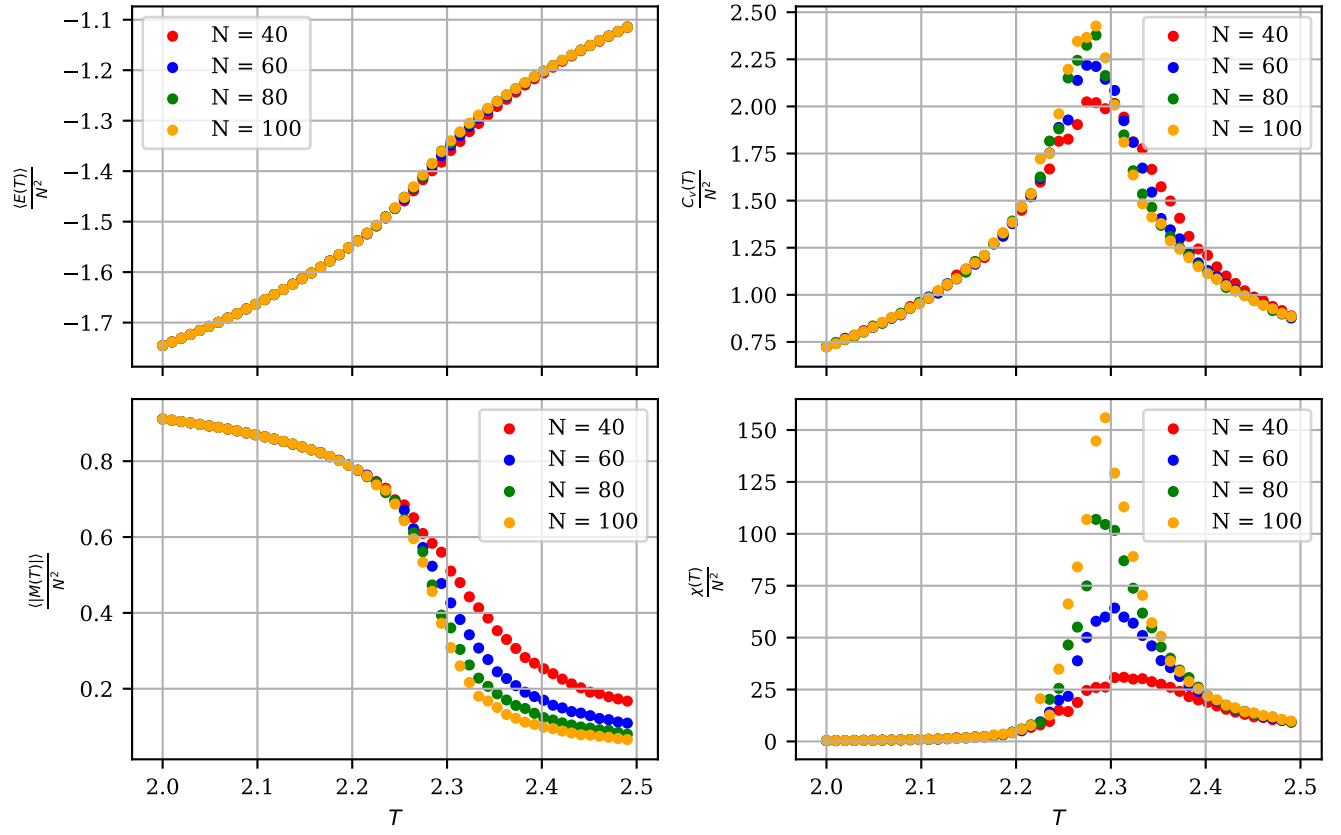 −1.1
−1.2
−1.3
−1.4
−1.5
−1.6
−1.7
⟨E(T)⟩
N²
N = 40
N = 60
N = 80
N = 100
2.50
2.25
2.00
1.75
1.50
1.25
1.00
0.75
Cᵥ(T)
N²
N = 40
N = 60
N = 80
N = 100
0.8
0.6
0.4
0.2
⟨|M(T)|⟩
N²
N = 40
N = 60
N = 80
N = 100
2.0 2.1 2.2 2.3 2.4 2.5
T
150
125
100
75
50
25
0
χ(T)
N²
N = 40
N = 60
N = 80
N = 100
2.0 2.1 2.2 2.3 2.4 2.5
T